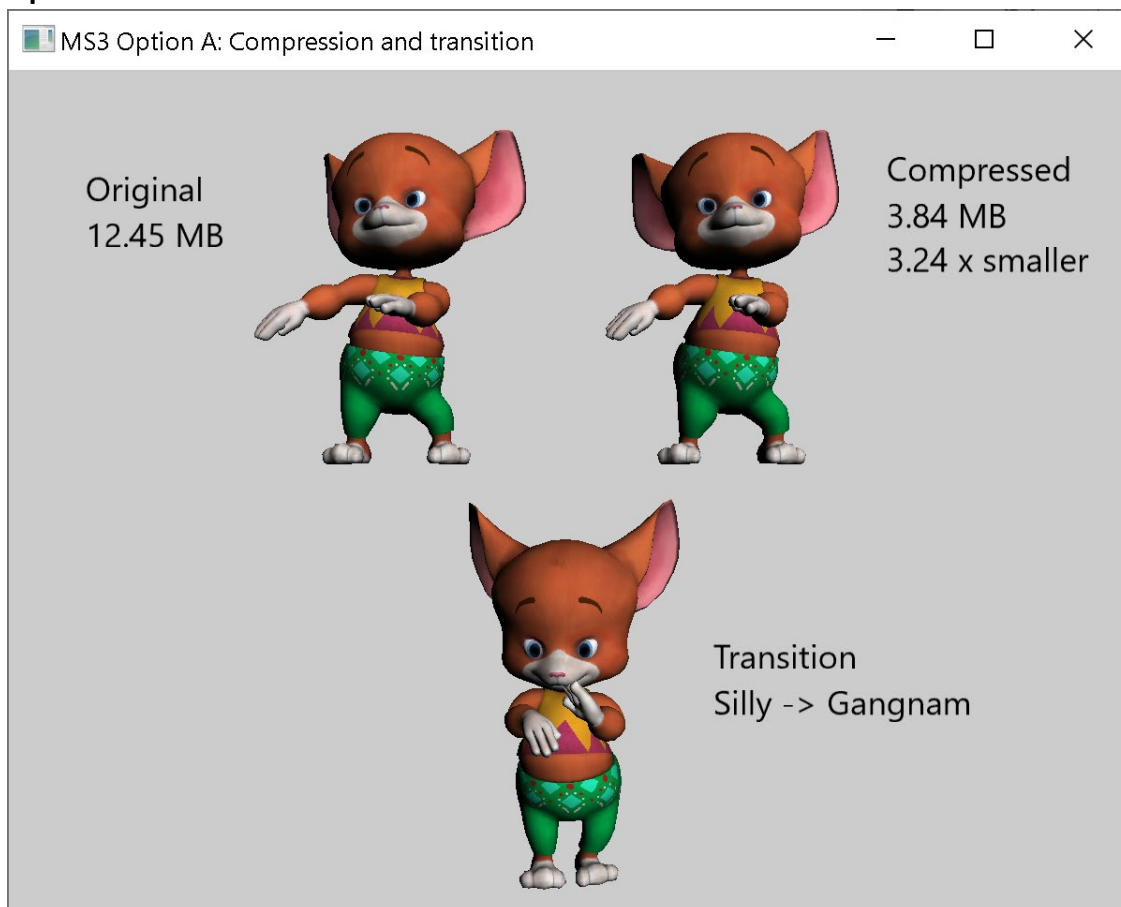 MS3 Option A: Compression and transition
Original
12.45 MB
Compressed
3.84 MB
3.24 x smaller
Transition
Silly -> Gangnam